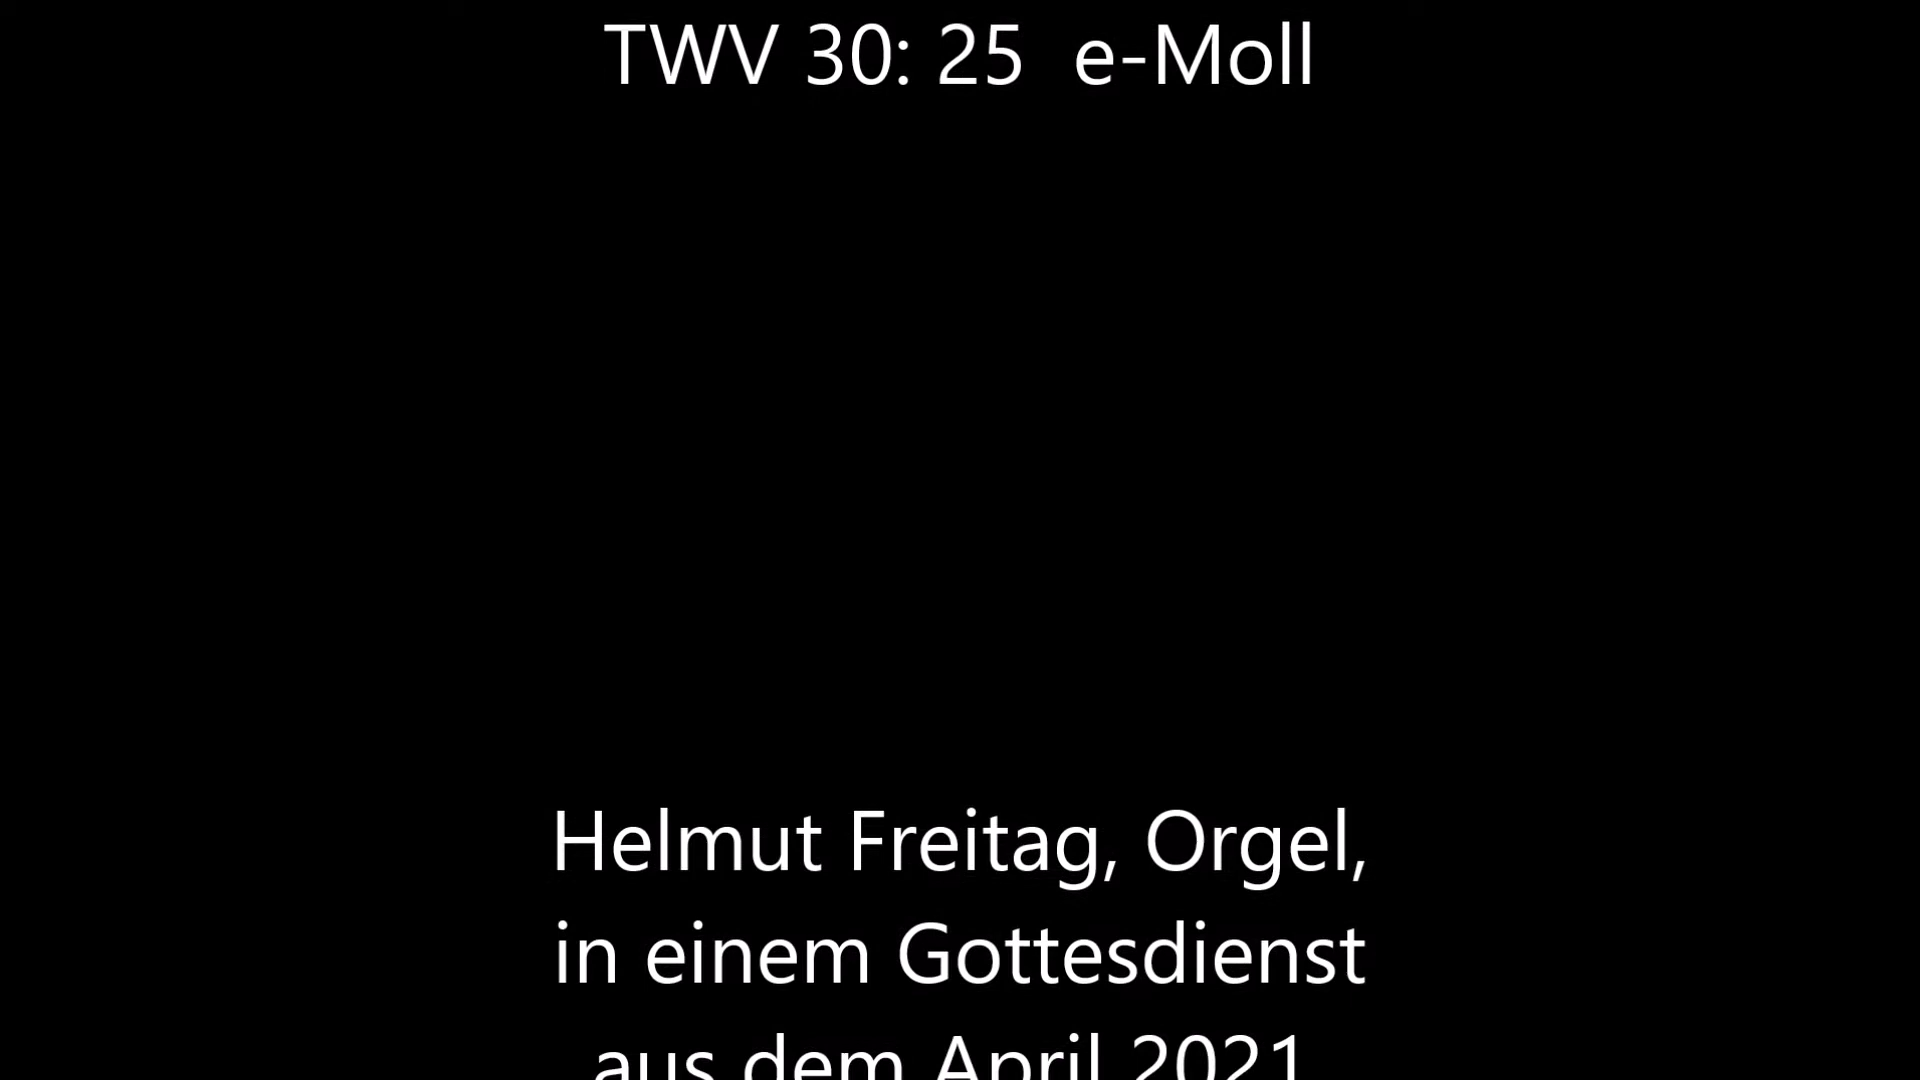 TWV 30: 25  e-Moll
Helmut Freitag, Orgel,
in einem Gottesdienst
aus dem April 2021